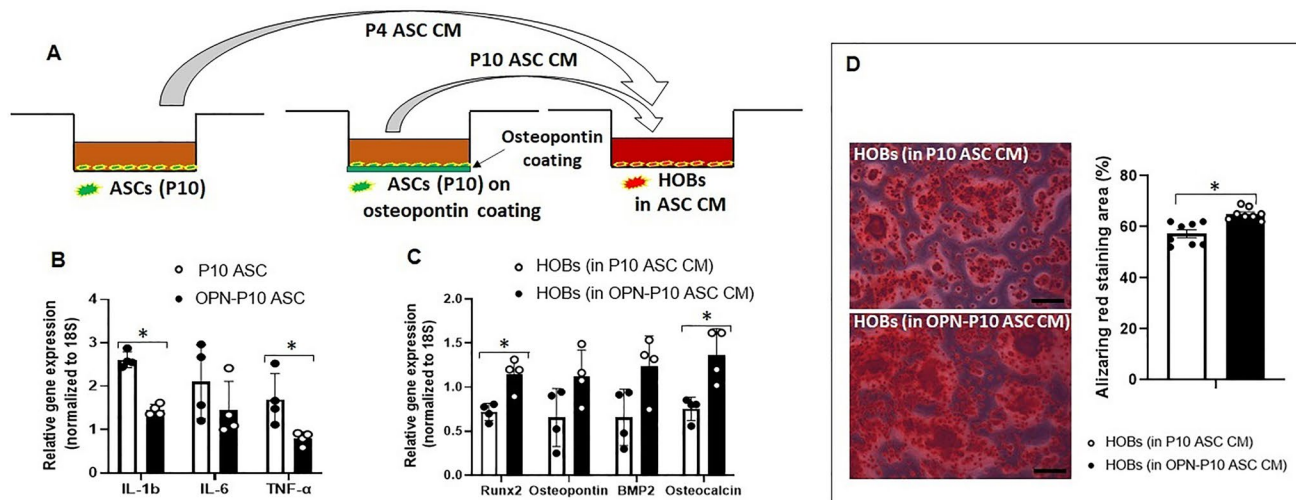 A
P4 ASC CM
P10 ASC CM
Osteopontin
coating
ASCs (P10)
ASCs (P10) on
osteopontin coating
HOBs
in ASC CM
B
P10 ASC
OPN-P10 ASC
Relative gene expression
(normalized to 18S)
4
3
2
1
0
*
*
IL-1b
IL-6
TNF-α
C
HOBs (in P10 ASC CM)
HOBs (in OPN-P10 ASC CM)
Relative gene expression
(normalized to 18S)
2.0
1.5
1.0
0.5
0.0
*
*
Runx2
Osteopontin
BMP2
Osteocalcin
D
HOBs (in P10 ASC CM)
HOBs (in OPN-P10 ASC CM)
Alizaring red staining area (%)
80
60
40
20
0
*
HOBs (in P10 ASC CM)
HOBs (in OPN-P10 ASC CM)